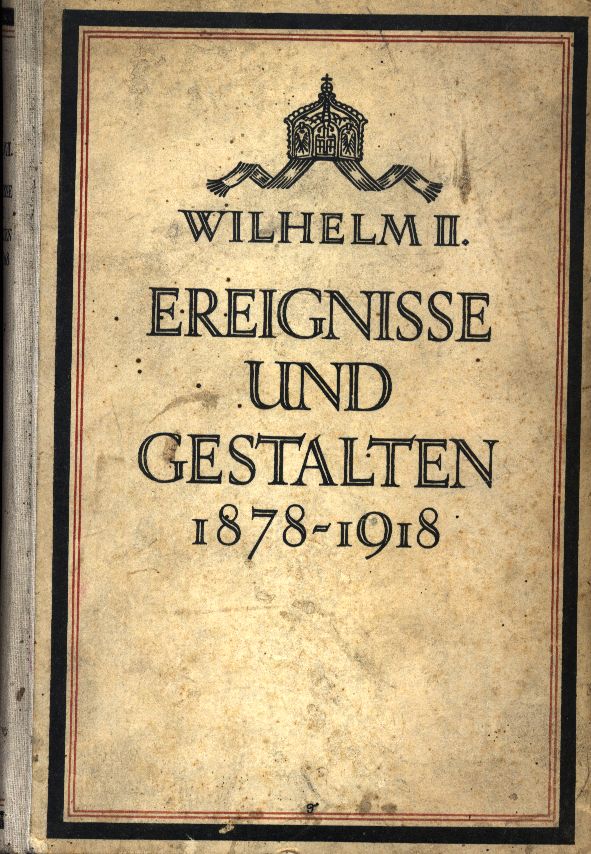 WILHELM II.
EREIGNISSE
UND
GESTALTEN
1878-1918